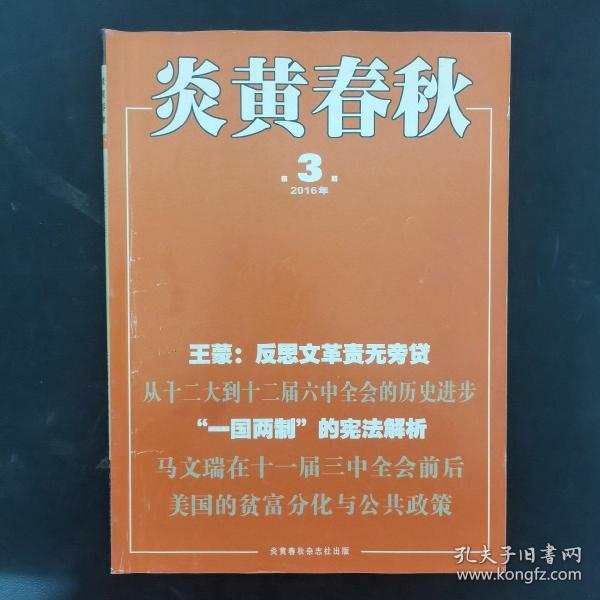 炎黄春秋
第3期
2016年
王蒙：反思文革责无旁贷
从十二大到十二届六中全会的历史进步
“一国两制”的宪法解析
马文瑞在十一届三中全会前后
美国的贫富分化与公共政策
炎黄春秋杂志社出版
孔夫子旧书网
www.kongfz.com